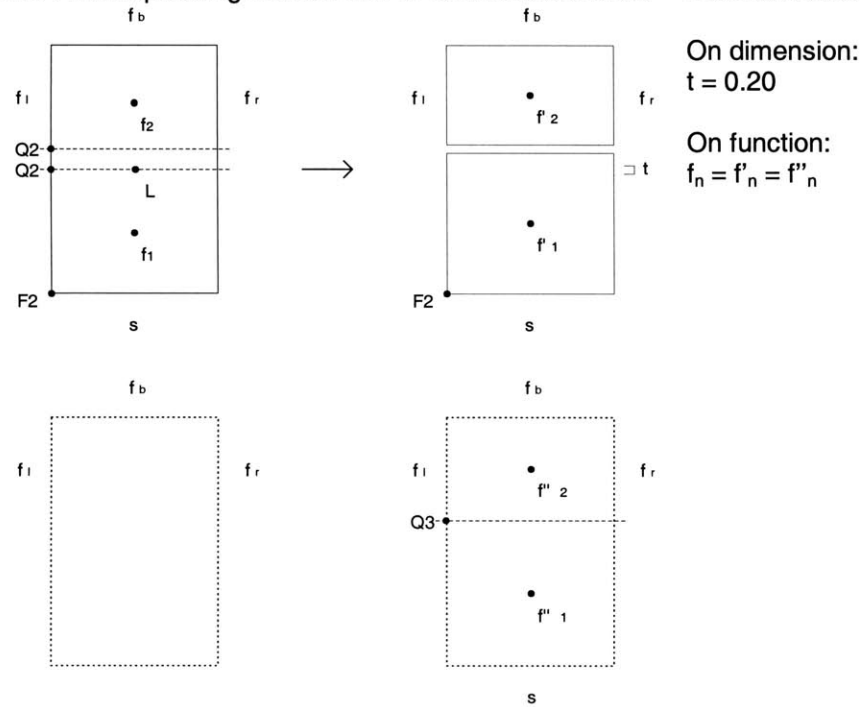 f b
f b
On dimension:
f l
f r
f l
f r
t = 0.20
f2
f' 2
Q2
On function:
Q2
L
t
fn = f'n = f''n
f1
f' 1
F2
F2
s
s
f b
f b
f l
f r
f l
f r
f'' 2
Q3
f'' 1
s